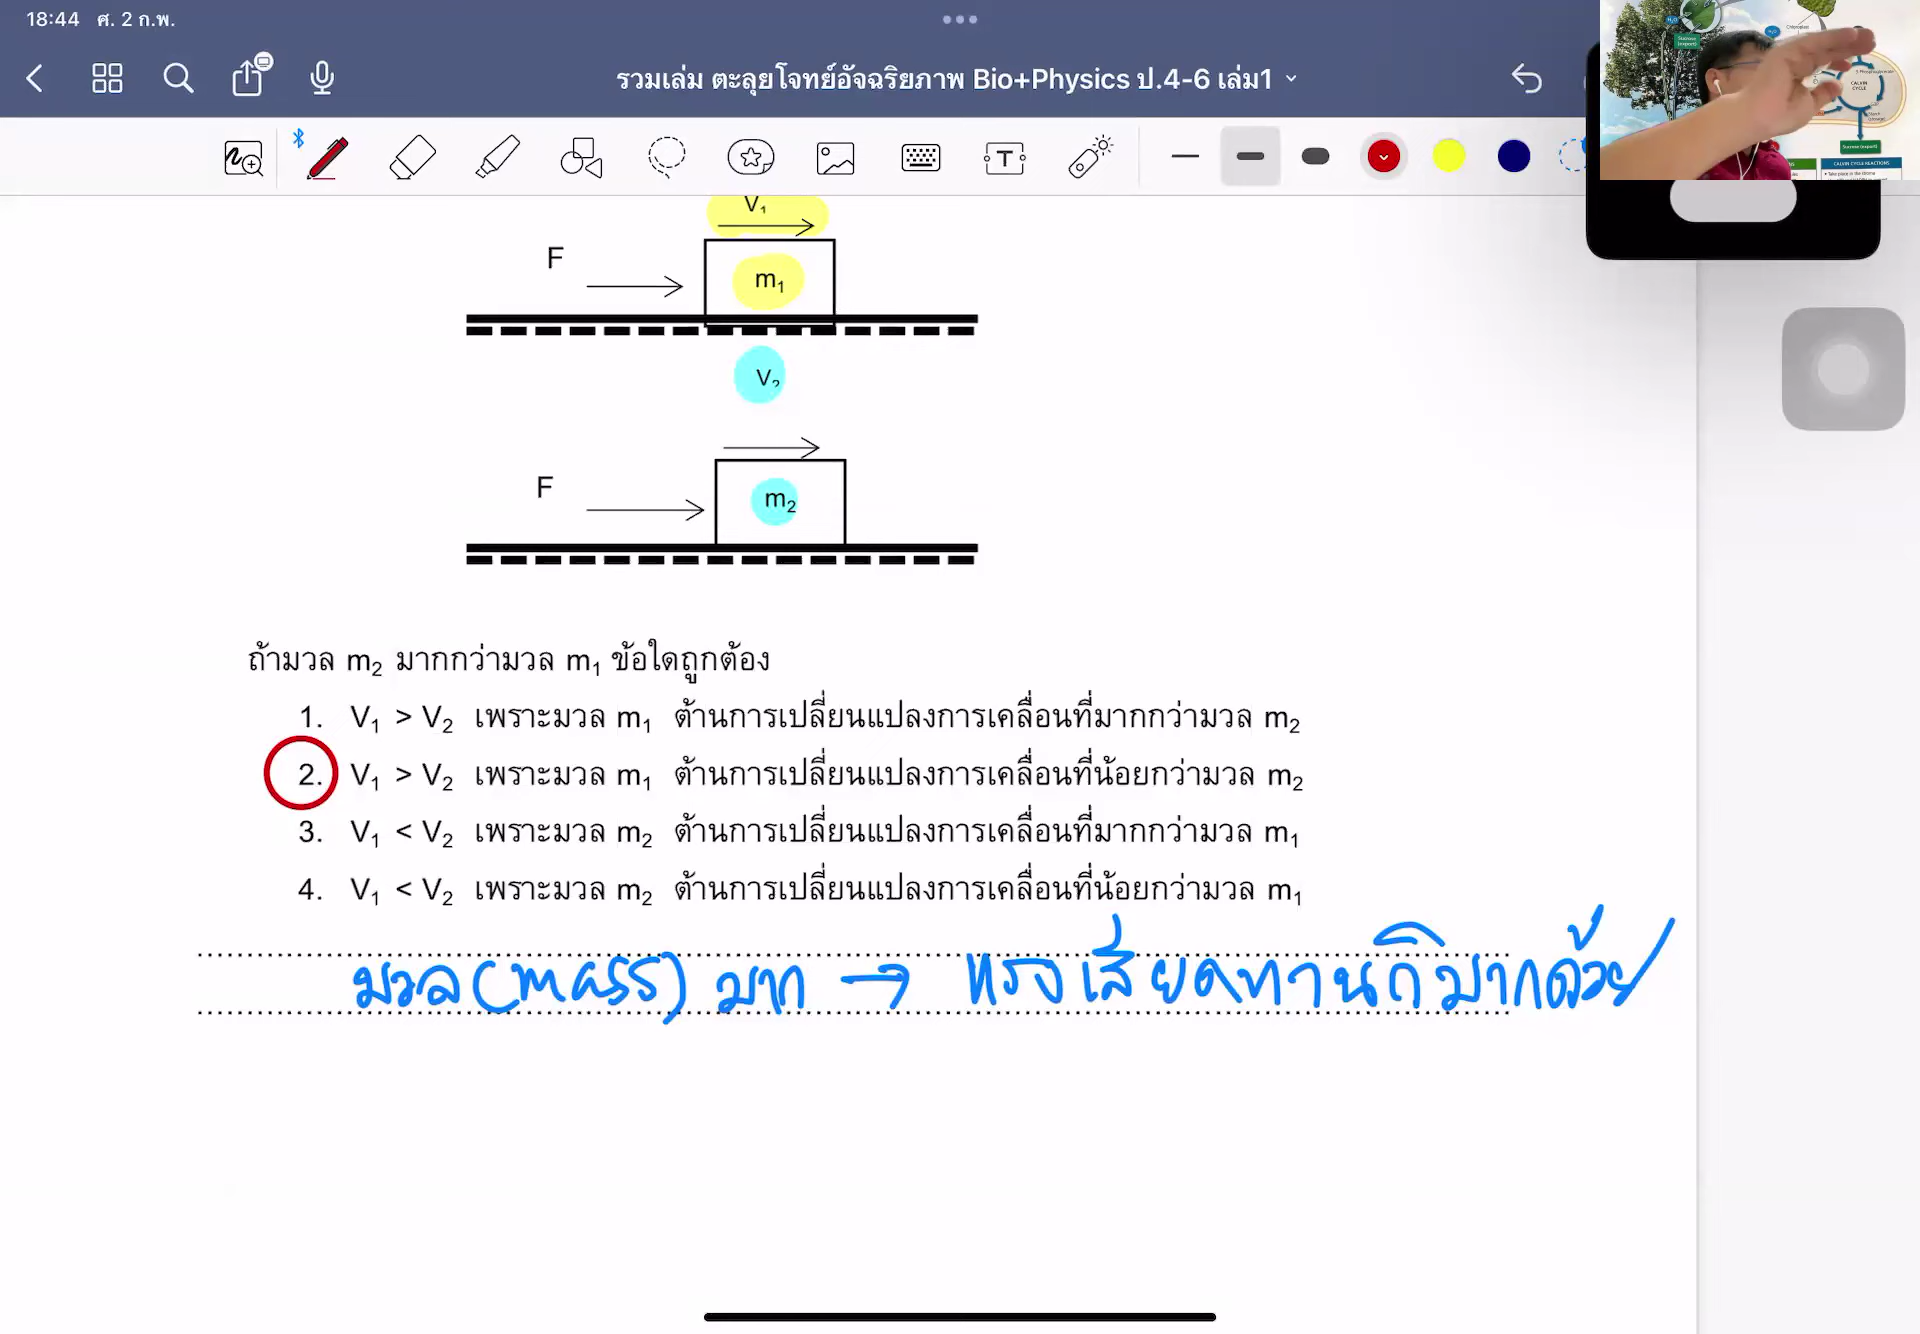 18:44 ศ. 2 ก.พ.
รวมเล่ม ตะลุยโจทย์อัจฉริยภาพ Bio+Physics ป.4-6 เล่ม1
V₁
F
m₁
V₂
F
m₂
ถ้ามวล m₂ มากกว่ามวล m₁ ข้อใดถูกต้อง
1. V₁ > V₂ เพราะมวล m₁ ต้านการเปลี่ยนแปลงการเคลื่อนที่มากกว่ามวล m₂
2. V₁ > V₂ เพราะมวล m₁ ต้านการเปลี่ยนแปลงการเคลื่อนที่น้อยกว่ามวล m₂
3. V₁ < V₂ เพราะมวล m₂ ต้านการเปลี่ยนแปลงการเคลื่อนที่มากกว่ามวล m₁
4. V₁ < V₂ เพราะมวล m₂ ต้านการเปลี่ยนแปลงการเคลื่อนที่น้อยกว่ามวล m₁
มวล (mass) มาก → แรงเสียดทานก็มากด้วย
CALVIN CYCLE
Sucrose (export)
CALVIN CYCLE REACTIONS